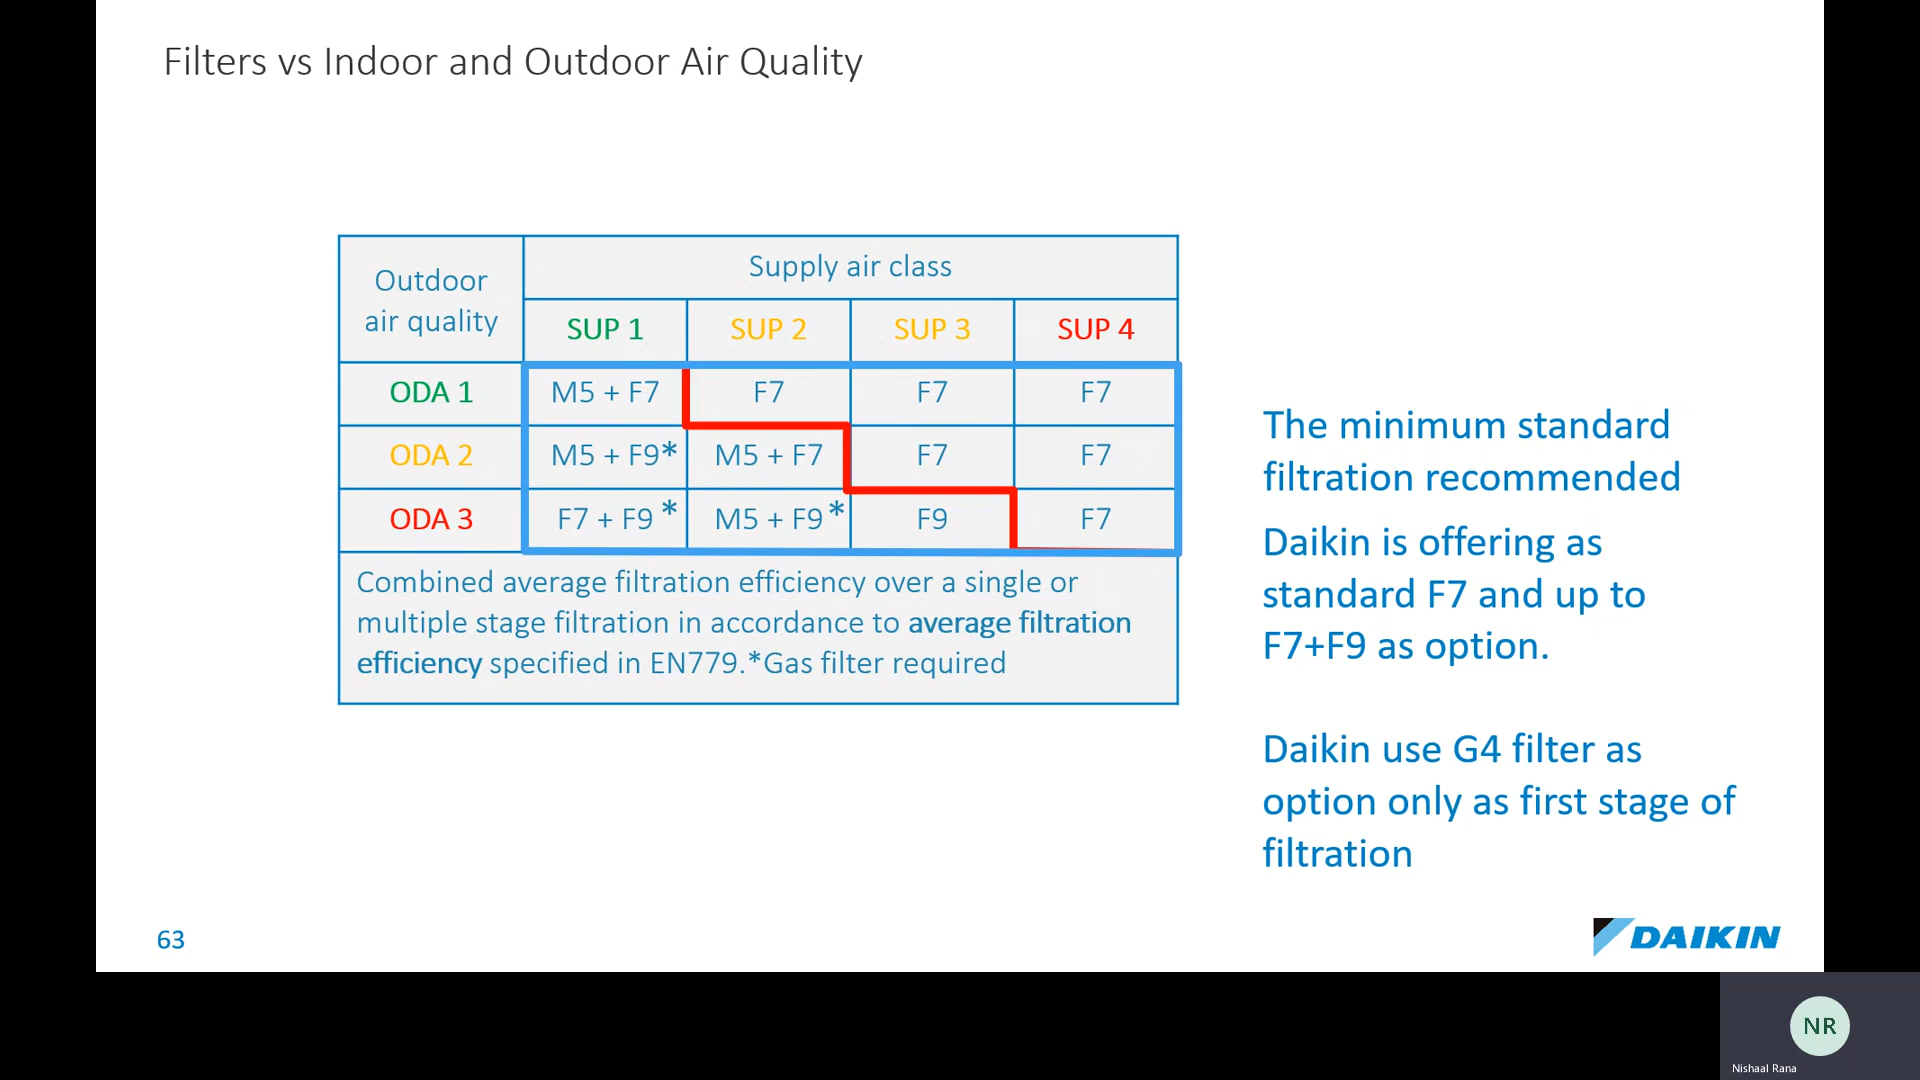 Filters vs Indoor and Outdoor Air Quality
Outdoor
air quality
Supply air class
SUP 1 SUP 2 SUP 3 SUP 4
ODA 1 M5 + F7 F7 F7 F7
ODA 2 M5 + F9* M5 + F7 F7 F7
ODA 3 F7 + F9 * M5 + F9 * F9 F7
Combined average filtration efficiency over a single or
multiple stage filtration in accordance to average filtration
efficiency specified in EN779.*Gas filter required
The minimum standard
filtration recommended
Daikin is offering as
standard F7 and up to
F7+F9 as option.
Daikin use G4 filter as
option only as first stage of
filtration
63
DAIKIN
NR
Nishaal Rana